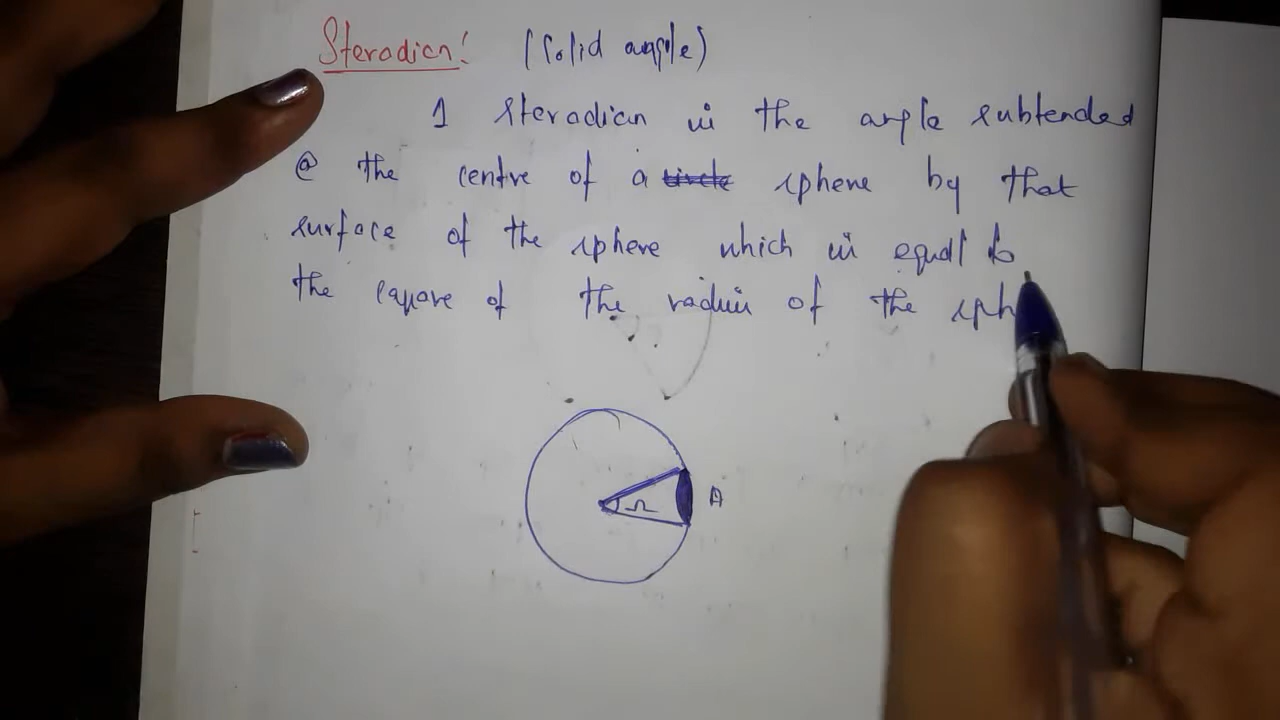 Steradian: (Solid angle)
1 steradian is the angle subtended
@ the centre of a circle sphere by that
surface of the sphere which is equal to
the square of the radius of the sph
Ω A